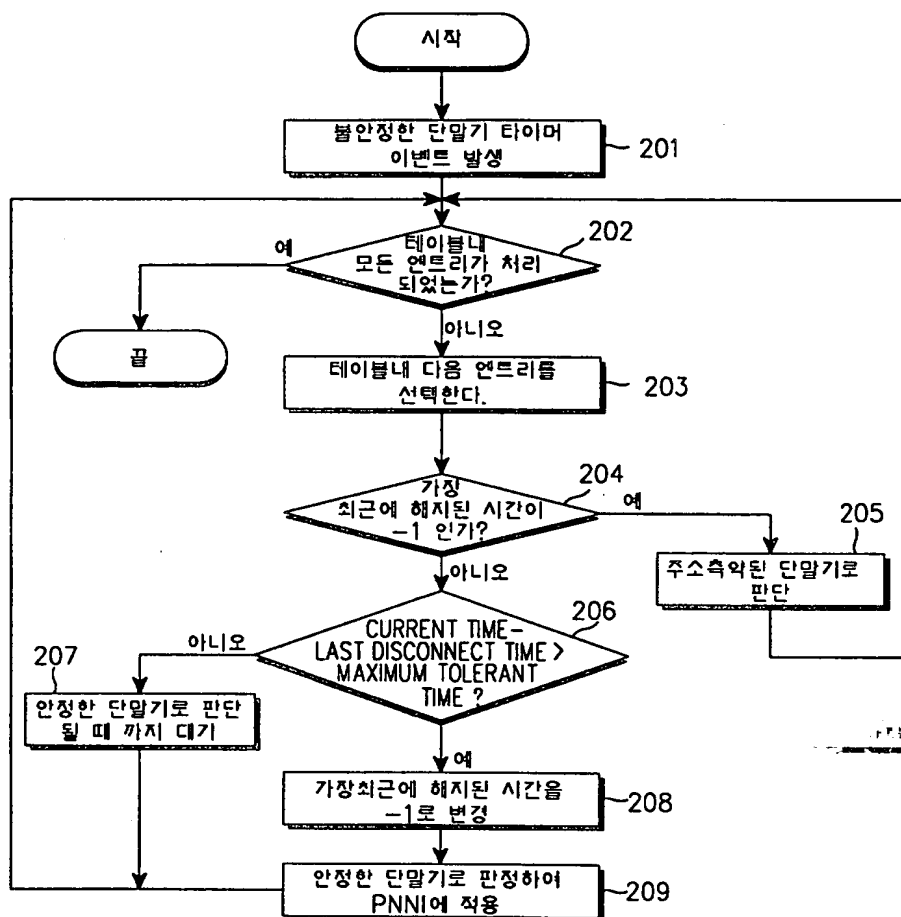 시작
불안정한 단말기 타이머
이벤트 발생
201
202
테이블내
모든 엔트리가 처리
되었는가?
예
아니오
끝
테이블내 다음 엔트리를
선택한다.
203
204
가장
최근에 해지된 시간이
-1 인가?
예
아니오
205
주소축약된 단말기로
판단
206
CURRENT TIME-
LAST DISCONNECT TIME >
MAXIMUM TOLERANT
TIME ?
아니오
207
안정한 단말기로 판단
될 때 까지 대기
예
가장최근에 해지된 시간을
-1로 변경
208
안정한 단말기로 판정하여
PNNI에 적용
209